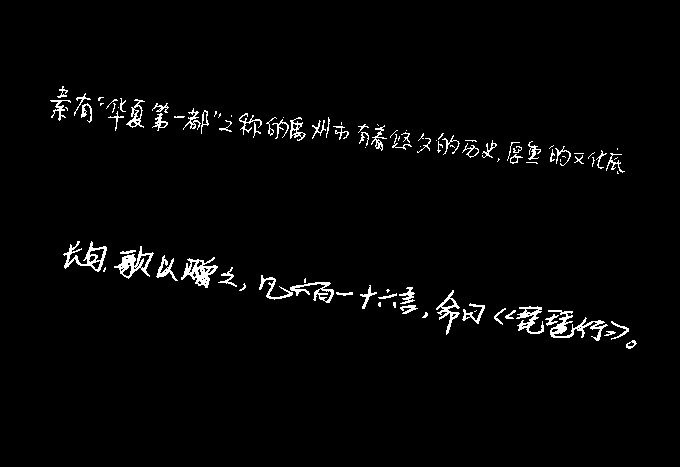 素有“华夏第一都”之称的禹州市有着悠久的历史,厚重的文化底
长句,歌以赠之,凡六百一十六言,命曰《琵琶行》。